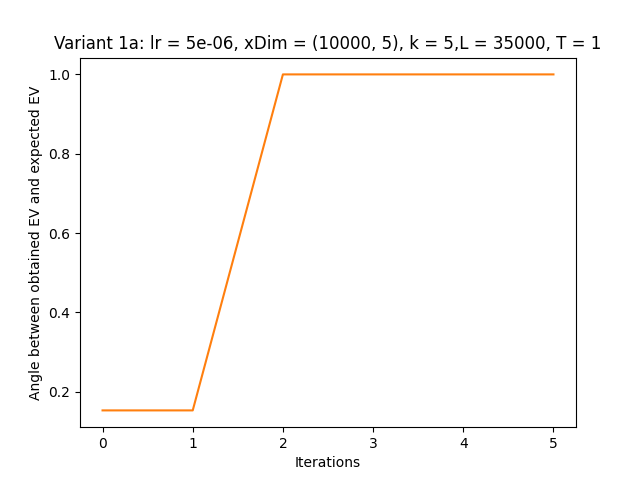 Variant 1a: lr = 5e-06, xDim = (10000, 5), k = 5,L = 35000, T = 1
Angle between obtained EV and expected EV
1.0
0.8
0.6
0.4
0.2
0 1 2 3 4 5
Iterations